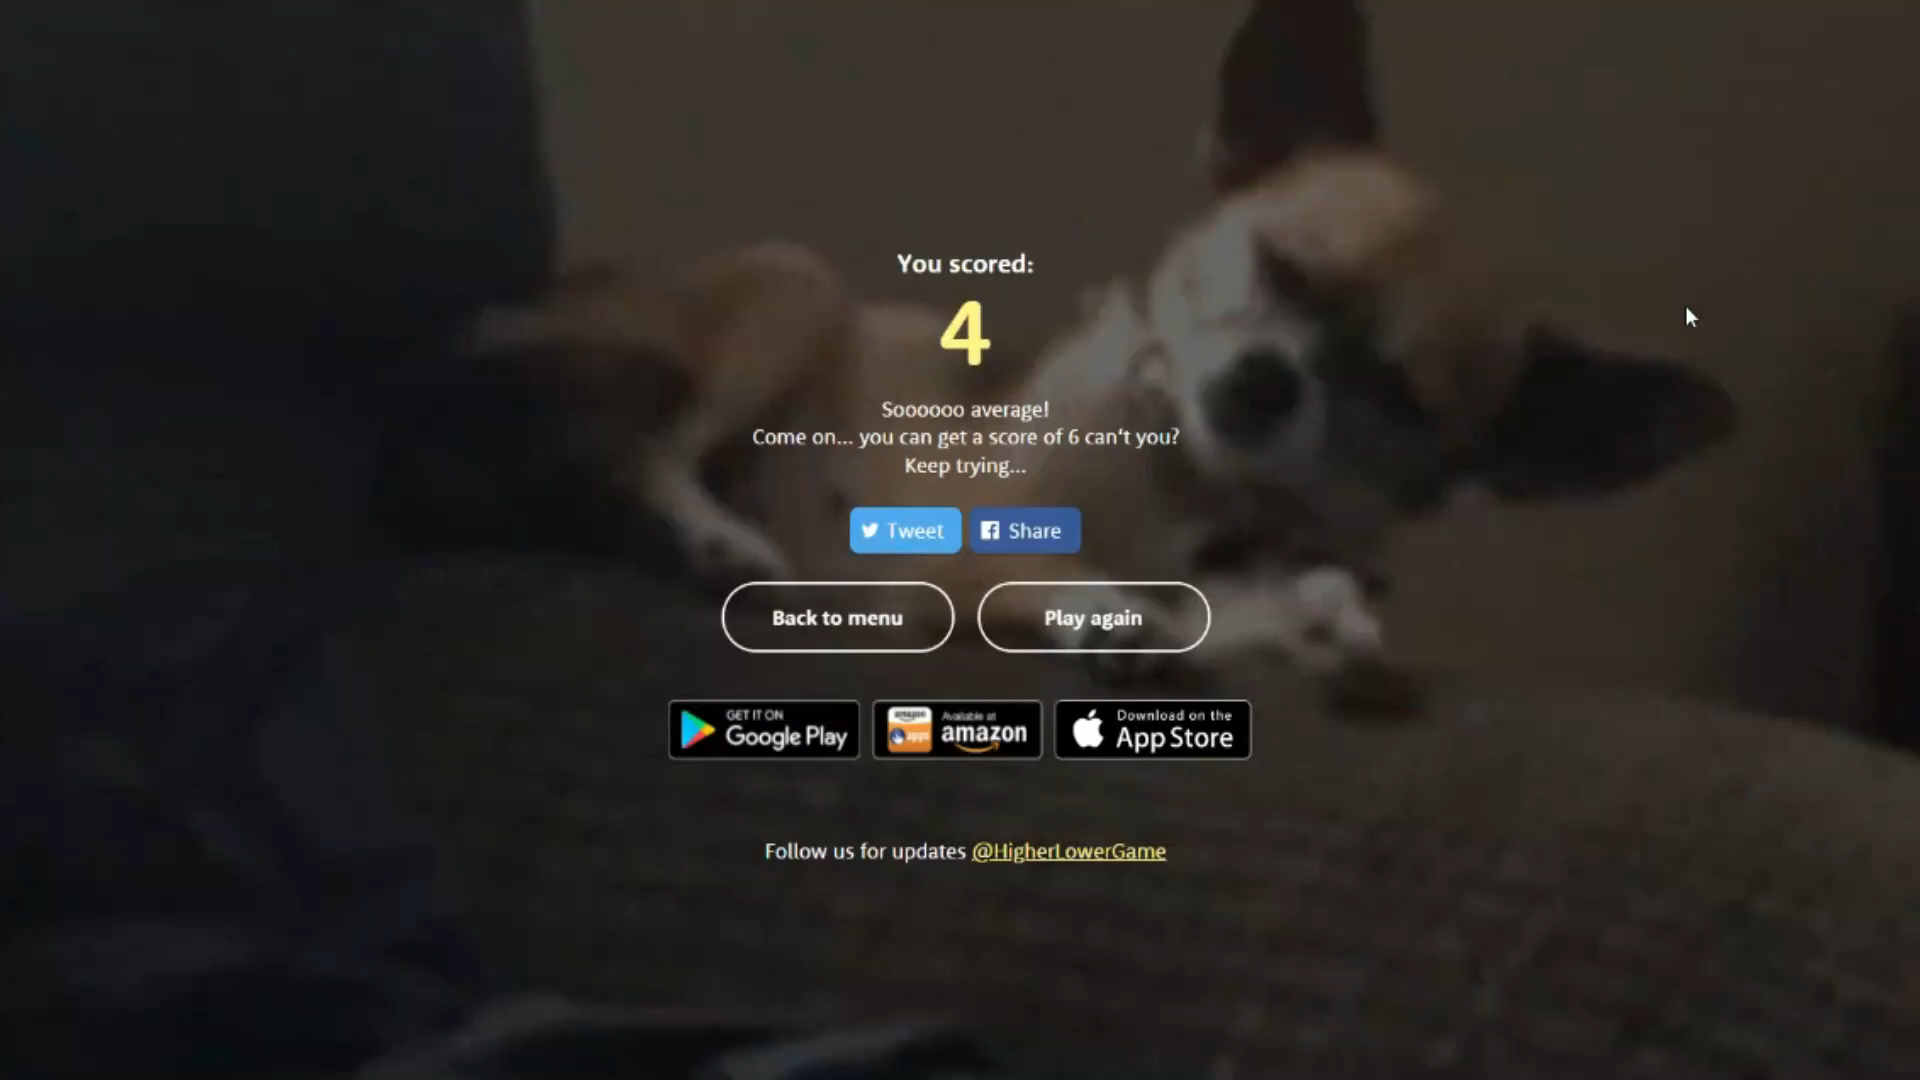 You scored:
4
Soooooo average!
Come on... you can get a score of 6 can't you?
Keep trying...
Tweet Share
Back to menu Play again
GET IT ON
Google Play
amazon
apps
Available at
amazon
Download on the
App Store
Follow us for updates @HigherLowerGame